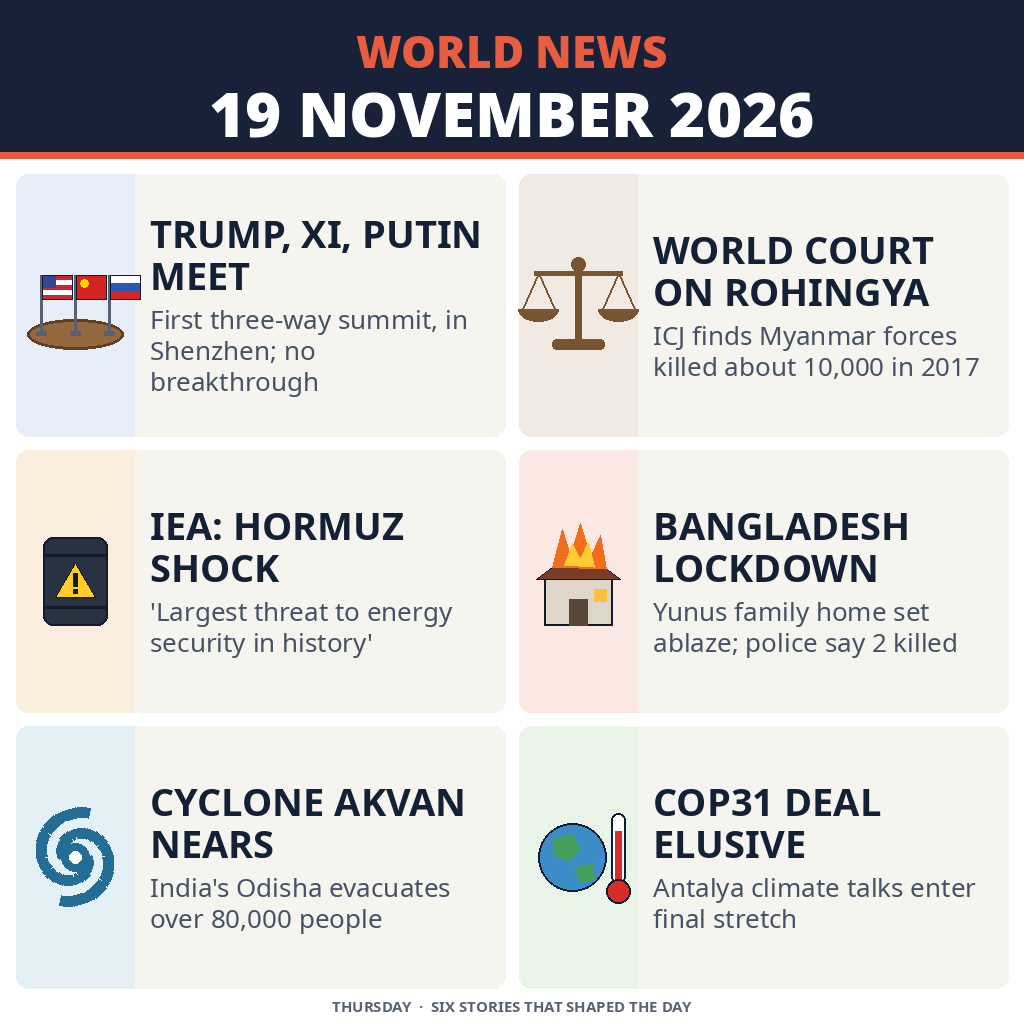 WORLD NEWS
19 NOVEMBER 2026
TRUMP, XI, PUTIN
MEET
First three-way summit, in
Shenzhen; no
breakthrough
WORLD COURT
ON ROHINGYA
ICJ finds Myanmar forces
killed about 10,000 in 2017
IEA: HORMUZ
SHOCK
'Largest threat to energy
security in history'
BANGLADESH
LOCKDOWN
Yunus family home set
ablaze; police say 2 killed
CYCLONE AKVAN
NEARS
India's Odisha evacuates
over 80,000 people
COP31 DEAL
ELUSIVE
Antalya climate talks enter
final stretch
THURSDAY · SIX STORIES THAT SHAPED THE DAY